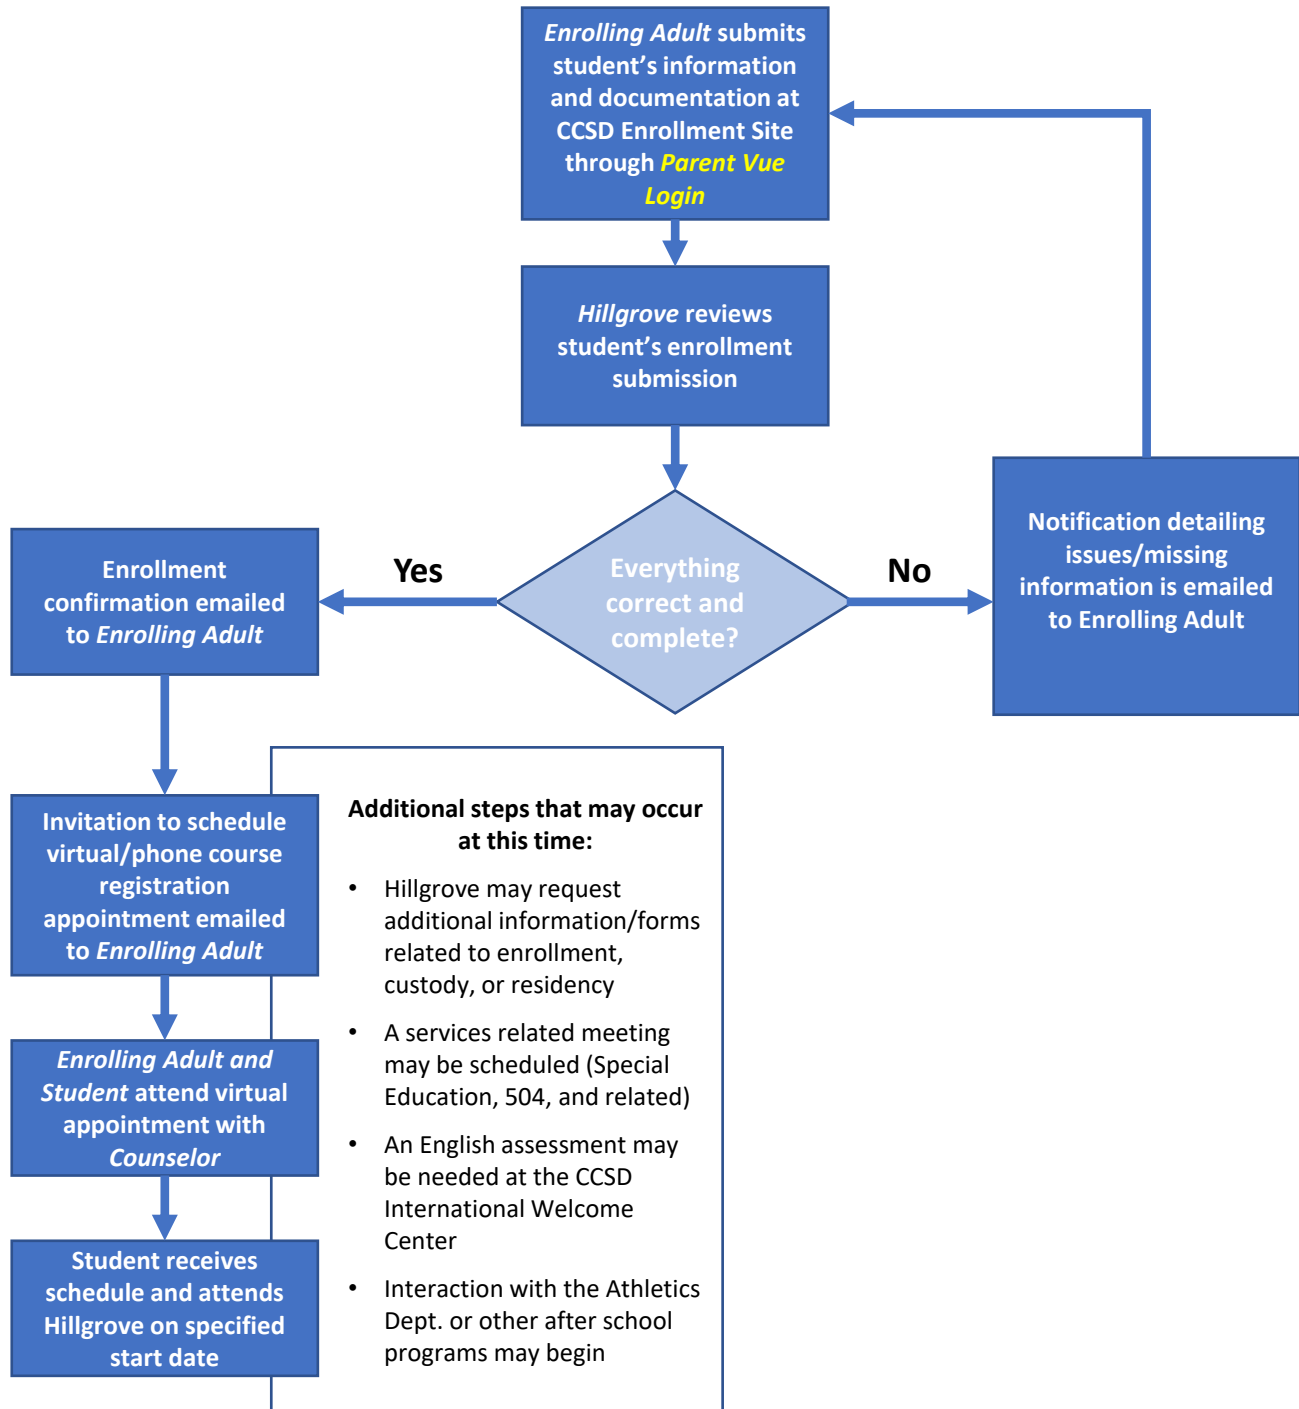 Enrolling Adult submits
student’s information
and documentation at
CCSD Enrollment Site
through Parent Vue
Login
Hillgrove reviews
student’s enrollment
submission
Everything
correct and
complete?
Yes
No
Notification detailing
issues/missing
information is emailed
to Enrolling Adult
Enrollment
confirmation emailed
to Enrolling Adult
Invitation to schedule
virtual/phone course
registration
appointment emailed
to Enrolling Adult
Enrolling Adult and
Student attend virtual
appointment with
Counselor
Student receives
schedule and attends
Hillgrove on specified
start date
Additional steps that may occur
at this time:
• Hillgrove may request
additional information/forms
related to enrollment,
custody, or residency
• A services related meeting
may be scheduled (Special
Education, 504, and related)
• An English assessment may
be needed at the CCSD
International Welcome
Center
• Interaction with the Athletics
Dept. or other after school
programs may begin